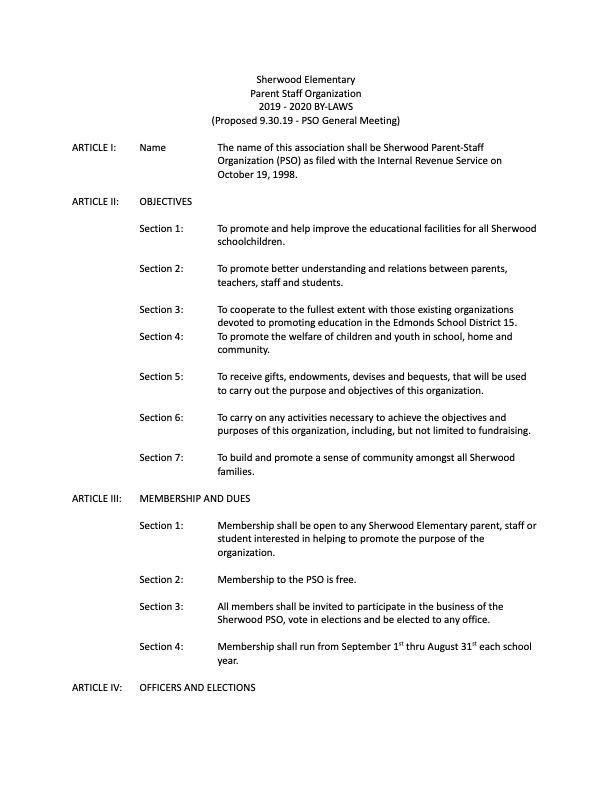 Sherwood Elementary
Parent Staff Organization
2019 - 2020 BY-LAWS
(Proposed 9.30.19 - PSO General Meeting)
ARTICLE I: Name The name of this association shall be Sherwood Parent-Staff
Organization (PSO) as filed with the Internal Revenue Service on
October 19, 1998.
ARTICLE II: OBJECTIVES
Section 1: To promote and help improve the educational facilities for all Sherwood
schoolchildren.
Section 2: To promote better understanding and relations between parents,
teachers, staff and students.
Section 3: To cooperate to the fullest extent with those existing organizations
devoted to promoting education in the Edmonds School District 15.
Section 4: To promote the welfare of children and youth in school, home and
community.
Section 5: To receive gifts, endowments, devises and bequests, that will be used
to carry out the purpose and objectives of this organization.
Section 6: To carry on any activities necessary to achieve the objectives and
purposes of this organization, including, but not limited to fundraising.
Section 7: To build and promote a sense of community amongst all Sherwood
families.
ARTICLE III: MEMBERSHIP AND DUES
Section 1: Membership shall be open to any Sherwood Elementary parent, staff or
student interested in helping to promote the purpose of the
organization.
Section 2: Membership to the PSO is free.
Section 3: All members shall be invited to participate in the business of the
Sherwood PSO, vote in elections and be elected to any office.
Section 4: Membership shall run from September 1st thru August 31st each school
year.
ARTICLE IV: OFFICERS AND ELECTIONS